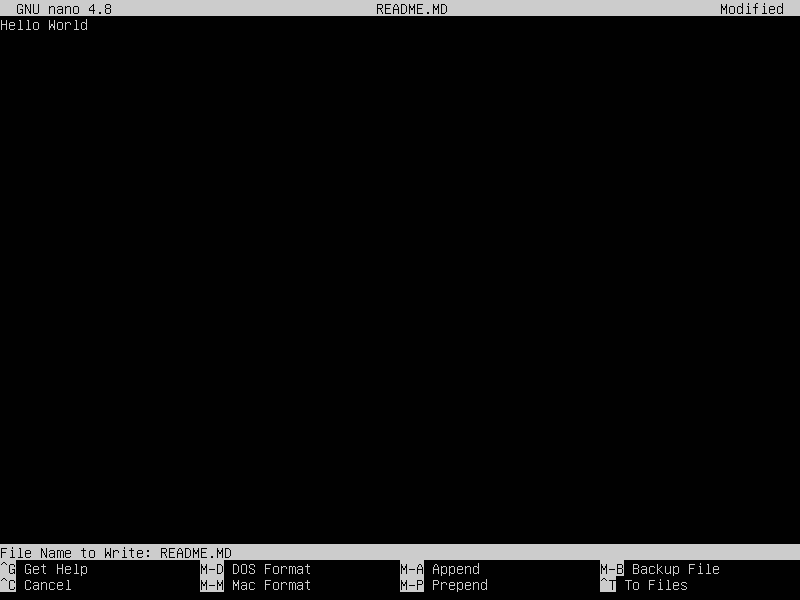 GNU nano 4.8 README.MD Modified
Hello World
File Name to Write: README.MD
^G Get Help M-D DOS Format M-A Append M-B Backup File
^C Cancel M-M Mac Format M-P Prepend ^T To Files